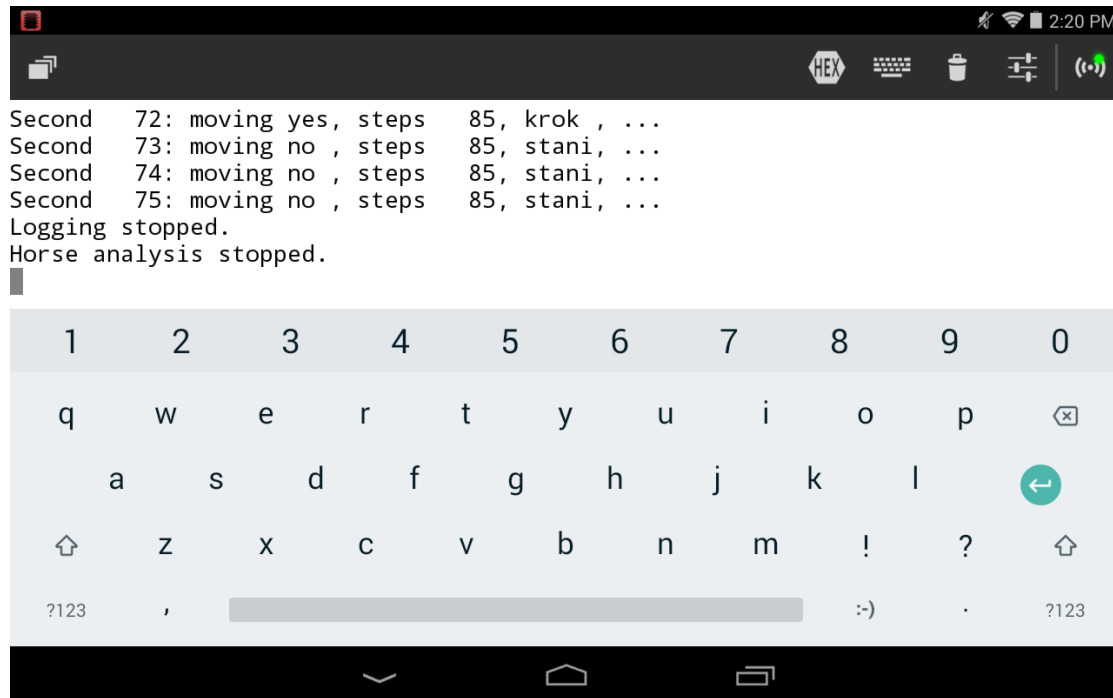 2:20 PM
HEX
Second   72: moving yes, steps   85, krok , ...
Second   73: moving no , steps   85, stani, ...
Second   74: moving no , steps   85, stani, ...
Second   75: moving no , steps   85, stani, ...
Logging stopped.
Horse analysis stopped.
1 2 3 4 5 6 7 8 9 0
q w e r t y u i o p
a s d f g h j k l
z x c v b n m ! ?
?123 , :-) . ?123